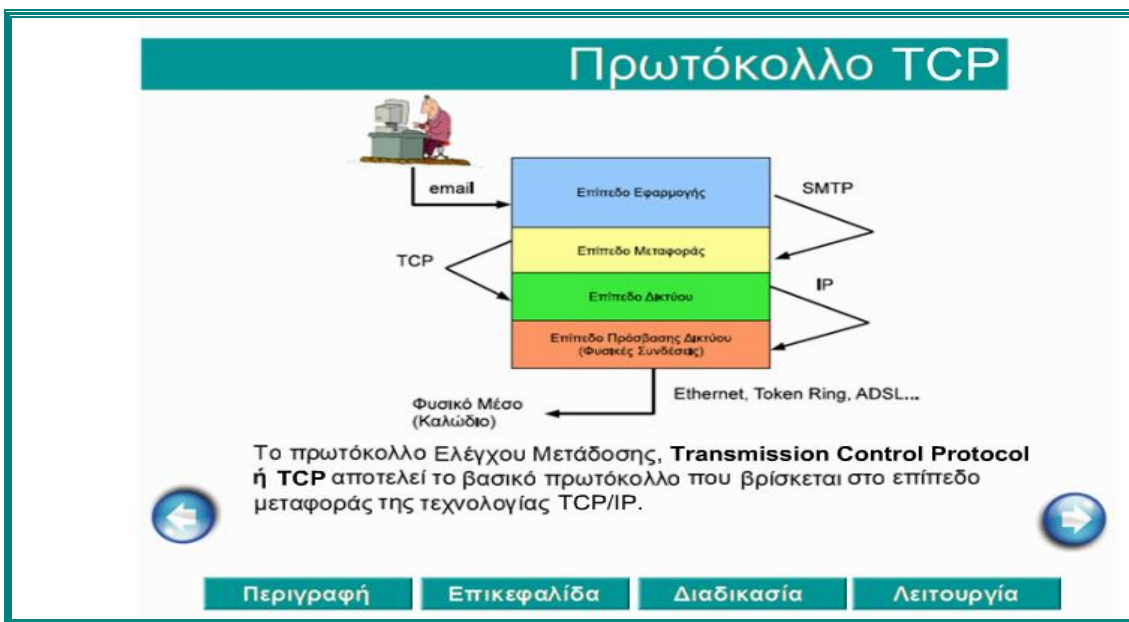 Πρωτόκολλο TCP
email
Επίπεδο Εφαρμογής
SMTP
TCP
Επίπεδο Μεταφοράς
IP
Επίπεδο Δικτύου
Επίπεδο Πρόσβασης Δικτύου
(Φυσικές Συνδέσεις)
Ethernet, Token Ring, ADSL...
Φυσικό Μέσο
(Καλώδιο)
Το πρωτόκολλο Ελέγχου Μετάδοσης, Transmission Control Protocol
ή TCP αποτελεί το βασικό πρωτόκολλο που βρίσκεται στο επίπεδο
μεταφοράς της τεχνολογίας TCP/IP.
Περιγραφή
Επικεφαλίδα
Διαδικασία
Λειτουργία